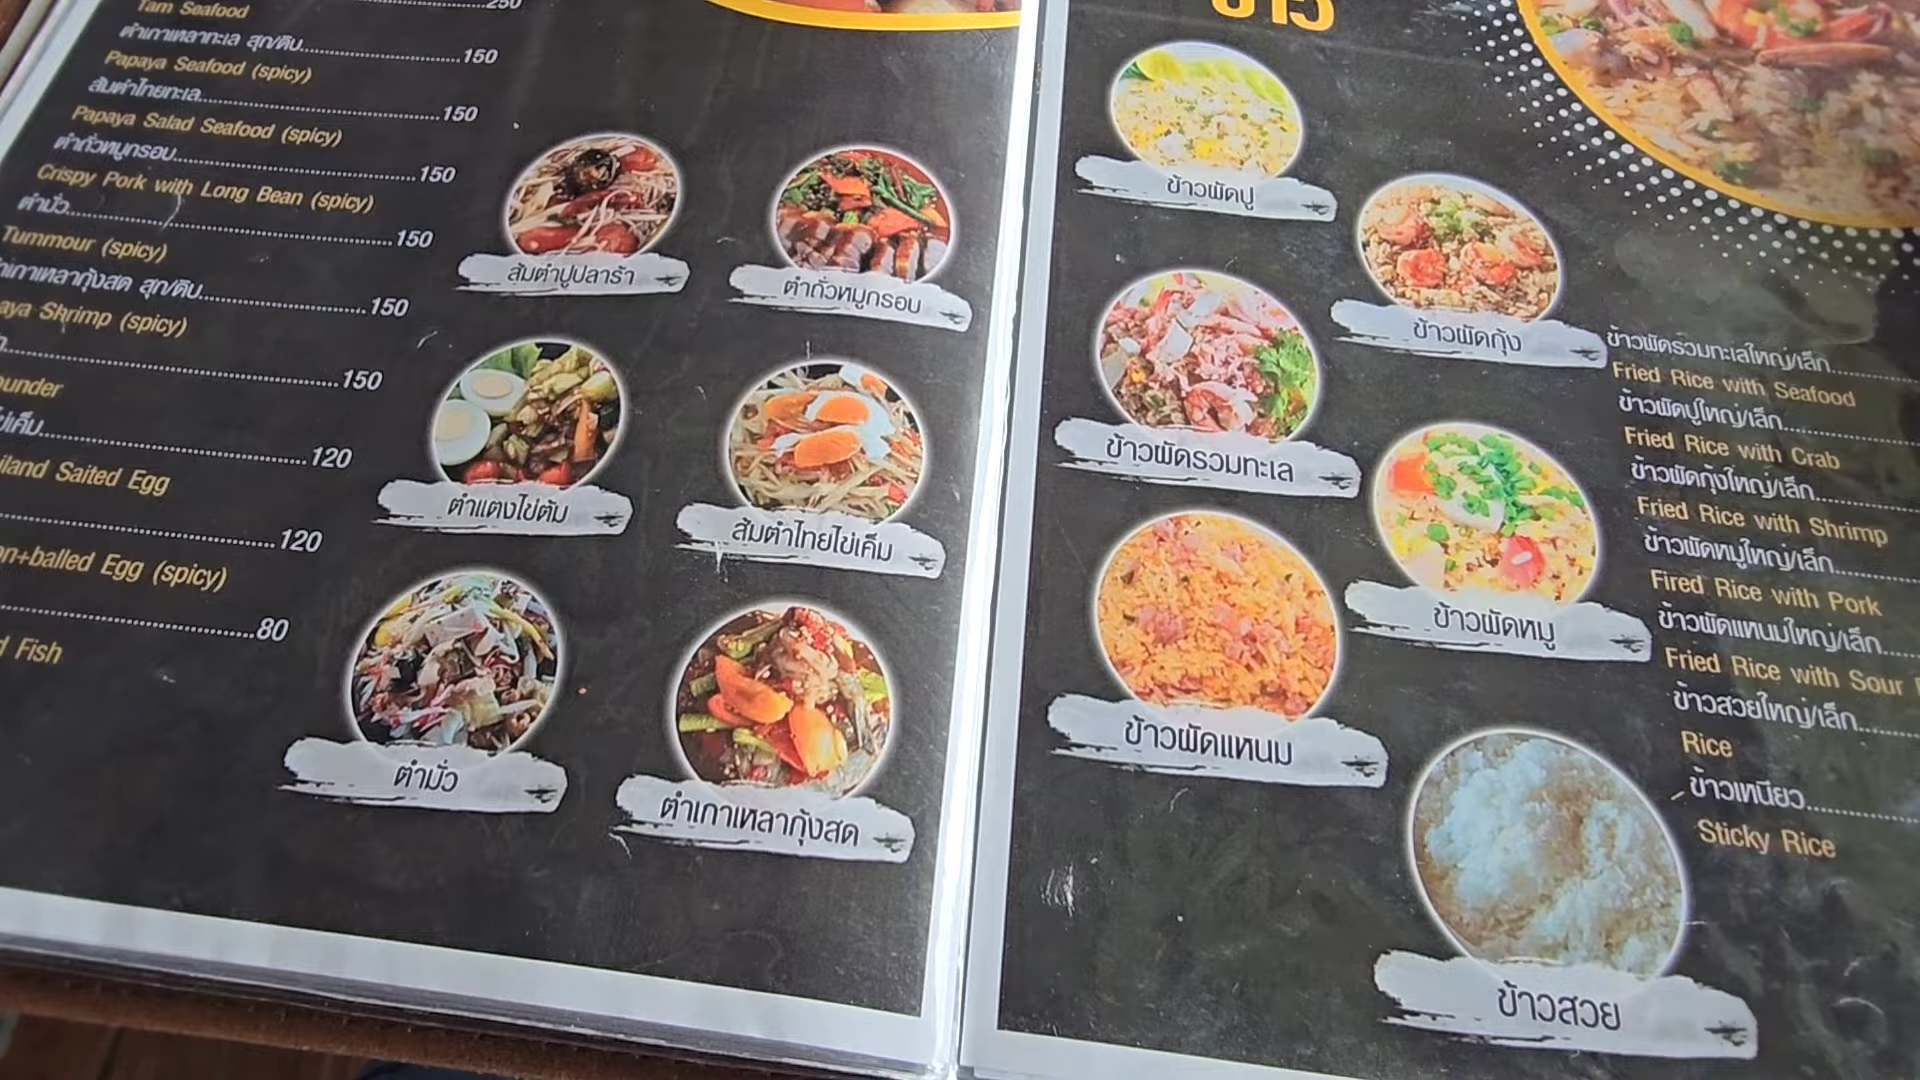 250
Tam Seafood
ตำเกาเหลาทะเล สุก/ดิบ 150
Papaya Seafood (spicy)
ส้มตำไทยทะเล 150
Papaya Salad Seafood (spicy)
ตำถั่วหมูกรอบ 150
Crispy Pork with Long Bean (spicy)
ตำมั่ว 150
Tummour (spicy)
เกาเหลากุ้งสด สุก/ดิบ 150
aya Shrimp (spicy)
150
ounder
ไข่เค็ม 120
iland Saited Egg
120
n+balled Egg (spicy)
80
d Fish
ส้มตำปูปลาร้า
ตำถั่วหมูกรอบ
ตำแตงไข่ต้ม
ส้มตำไทยไข่เค็ม
ตำมั่ว
ตำเกาเหลากุ้งสด
ข้าว
ข้าวผัดปู
ข้าวผัดกุ้ง
ข้าวผัดรวมทะเล
ข้าวผัดหมู
ข้าวผัดแหนม
ข้าวสวย
ข้าวผัดรวมทะเลใหญ่/เล็ก
Fried Rice with Seafood
ข้าวผัดปูใหญ่/เล็ก
Fried Rice with Crab
ข้าวผัดกุ้งใหญ่/เล็ก
Fried Rice with Shrimp
ข้าวผัดหมูใหญ่/เล็ก
Fired Rice with Pork
ข้าวผัดแหนมใหญ่/เล็ก
Fried Rice with Sour
ข้าวสวยใหญ่/เล็ก
Rice
ข้าวเหนียว
Sticky Rice